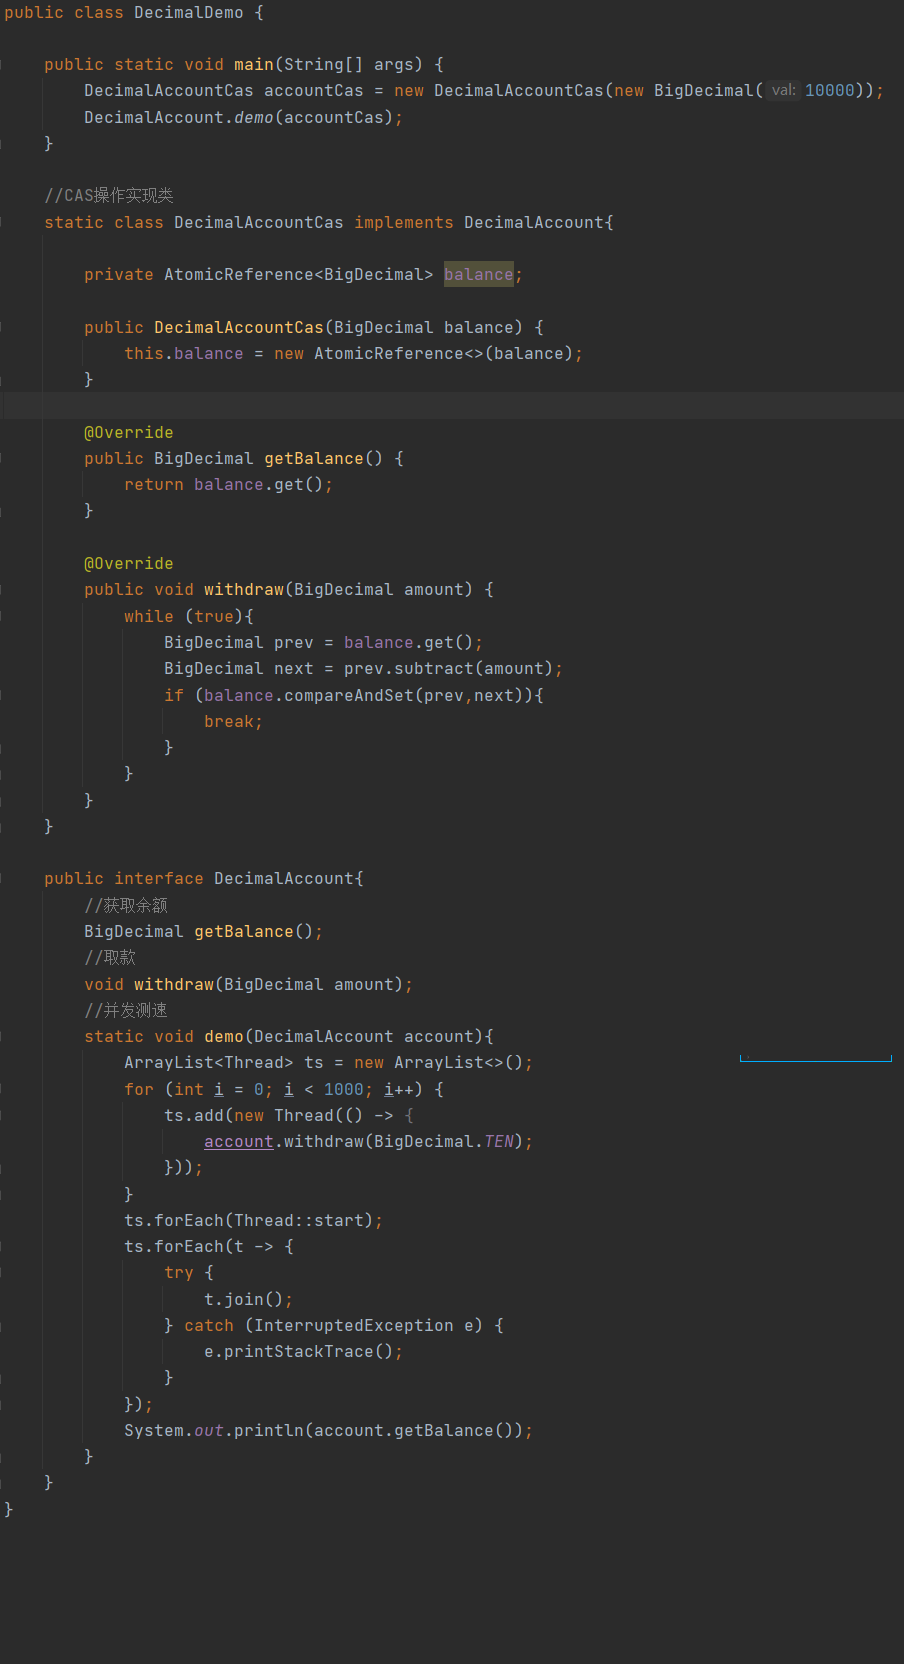 public class DecimalDemo {
public static void main(String[] args) {
DecimalAccountCas accountCas = new DecimalAccountCas(new BigDecimal( val: 10000));
DecimalAccount.demo(accountCas);
}
//CAS操作实现类
static class DecimalAccountCas implements DecimalAccount{
private AtomicReference<BigDecimal> balance;
public DecimalAccountCas(BigDecimal balance) {
this.balance = new AtomicReference<>(balance);
}
@Override
public BigDecimal getBalance() {
return balance.get();
}
@Override
public void withdraw(BigDecimal amount) {
while (true){
BigDecimal prev = balance.get();
BigDecimal next = prev.subtract(amount);
if (balance.compareAndSet(prev,next)){
break;
}
}
}
}
public interface DecimalAccount{
//获取余额
BigDecimal getBalance();
//取款
void withdraw(BigDecimal amount);
//并发测速
static void demo(DecimalAccount account){
ArrayList<Thread> ts = new ArrayList<>();
for (int i = 0; i < 1000; i++) {
ts.add(new Thread(() -> {
account.withdraw(BigDecimal.TEN);
}));
}
ts.forEach(Thread::start);
ts.forEach(t -> {
try {
t.join();
} catch (InterruptedException e) {
e.printStackTrace();
}
});
System.out.println(account.getBalance());
}
}
}